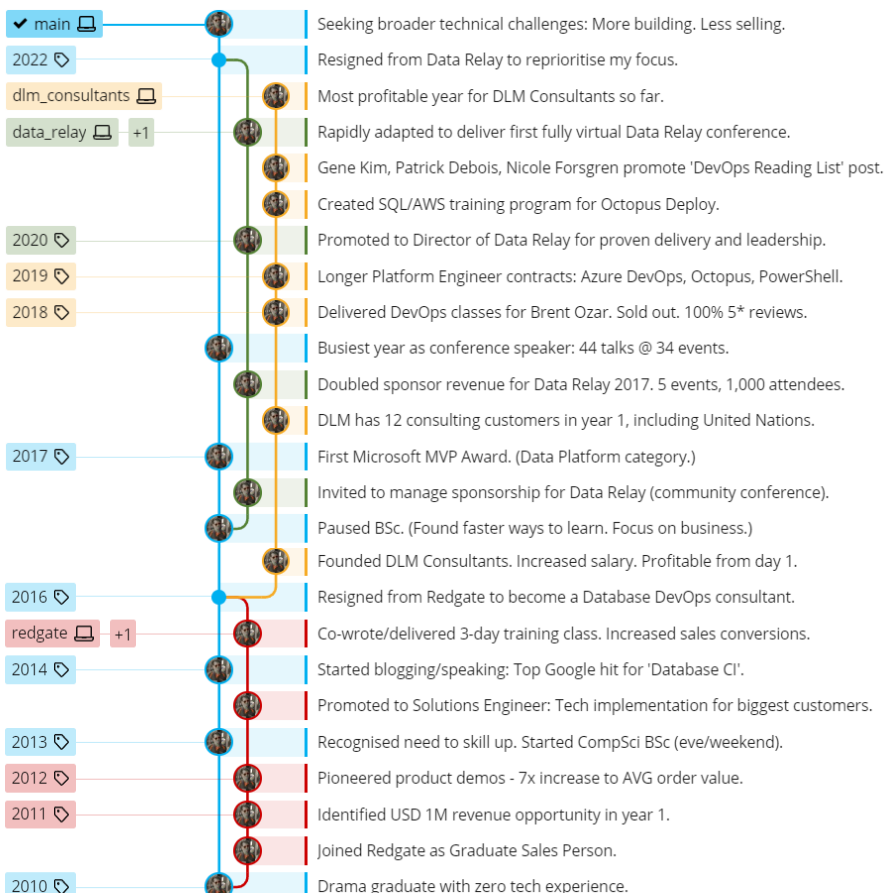 main Seeking broader technical challenges: More building. Less selling.
2022 Resigned from Data Relay to reprioritise my focus.
dlm_consultants Most profitable year for DLM Consultants so far.
data_relay +1 Rapidly adapted to deliver first fully virtual Data Relay conference.
Gene Kim, Patrick Debois, Nicole Forsgren promote 'DevOps Reading List' post.
Created SQL/AWS training program for Octopus Deploy.
2020 Promoted to Director of Data Relay for proven delivery and leadership.
2019 Longer Platform Engineer contracts: Azure DevOps, Octopus, PowerShell.
2018 Delivered DevOps classes for Brent Ozar. Sold out. 100% 5* reviews.
Busiest year as conference speaker: 44 talks @ 34 events.
Doubled sponsor revenue for Data Relay 2017. 5 events, 1,000 attendees.
DLM has 12 consulting customers in year 1, including United Nations.
2017 First Microsoft MVP Award. (Data Platform category.)
Invited to manage sponsorship for Data Relay (community conference).
Paused BSc. (Found faster ways to learn. Focus on business.)
Founded DLM Consultants. Increased salary. Profitable from day 1.
2016 Resigned from Redgate to become a Database DevOps consultant.
redgate +1 Co-wrote/delivered 3-day training class. Increased sales conversions.
2014 Started blogging/speaking: Top Google hit for 'Database CI'.
Promoted to Solutions Engineer: Tech implementation for biggest customers.
2013 Recognised need to skill up. Started CompSci BSc (eve/weekend).
2012 Pioneered product demos - 7x increase to AVG order value.
2011 Identified USD 1M revenue opportunity in year 1.
Joined Redgate as Graduate Sales Person.
2010 Drama graduate with zero tech experience.